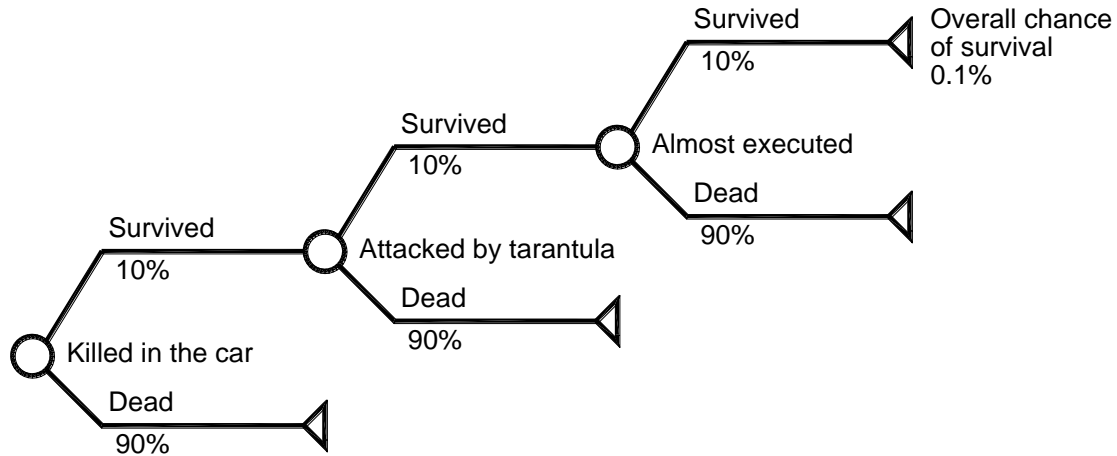 Survived
10%
Overall chance
of survival
0.1%
Survived
10%
Almost executed
Dead
90%
Survived
10%
Attacked by tarantula
Dead
90%
Killed in the car
Dead
90%